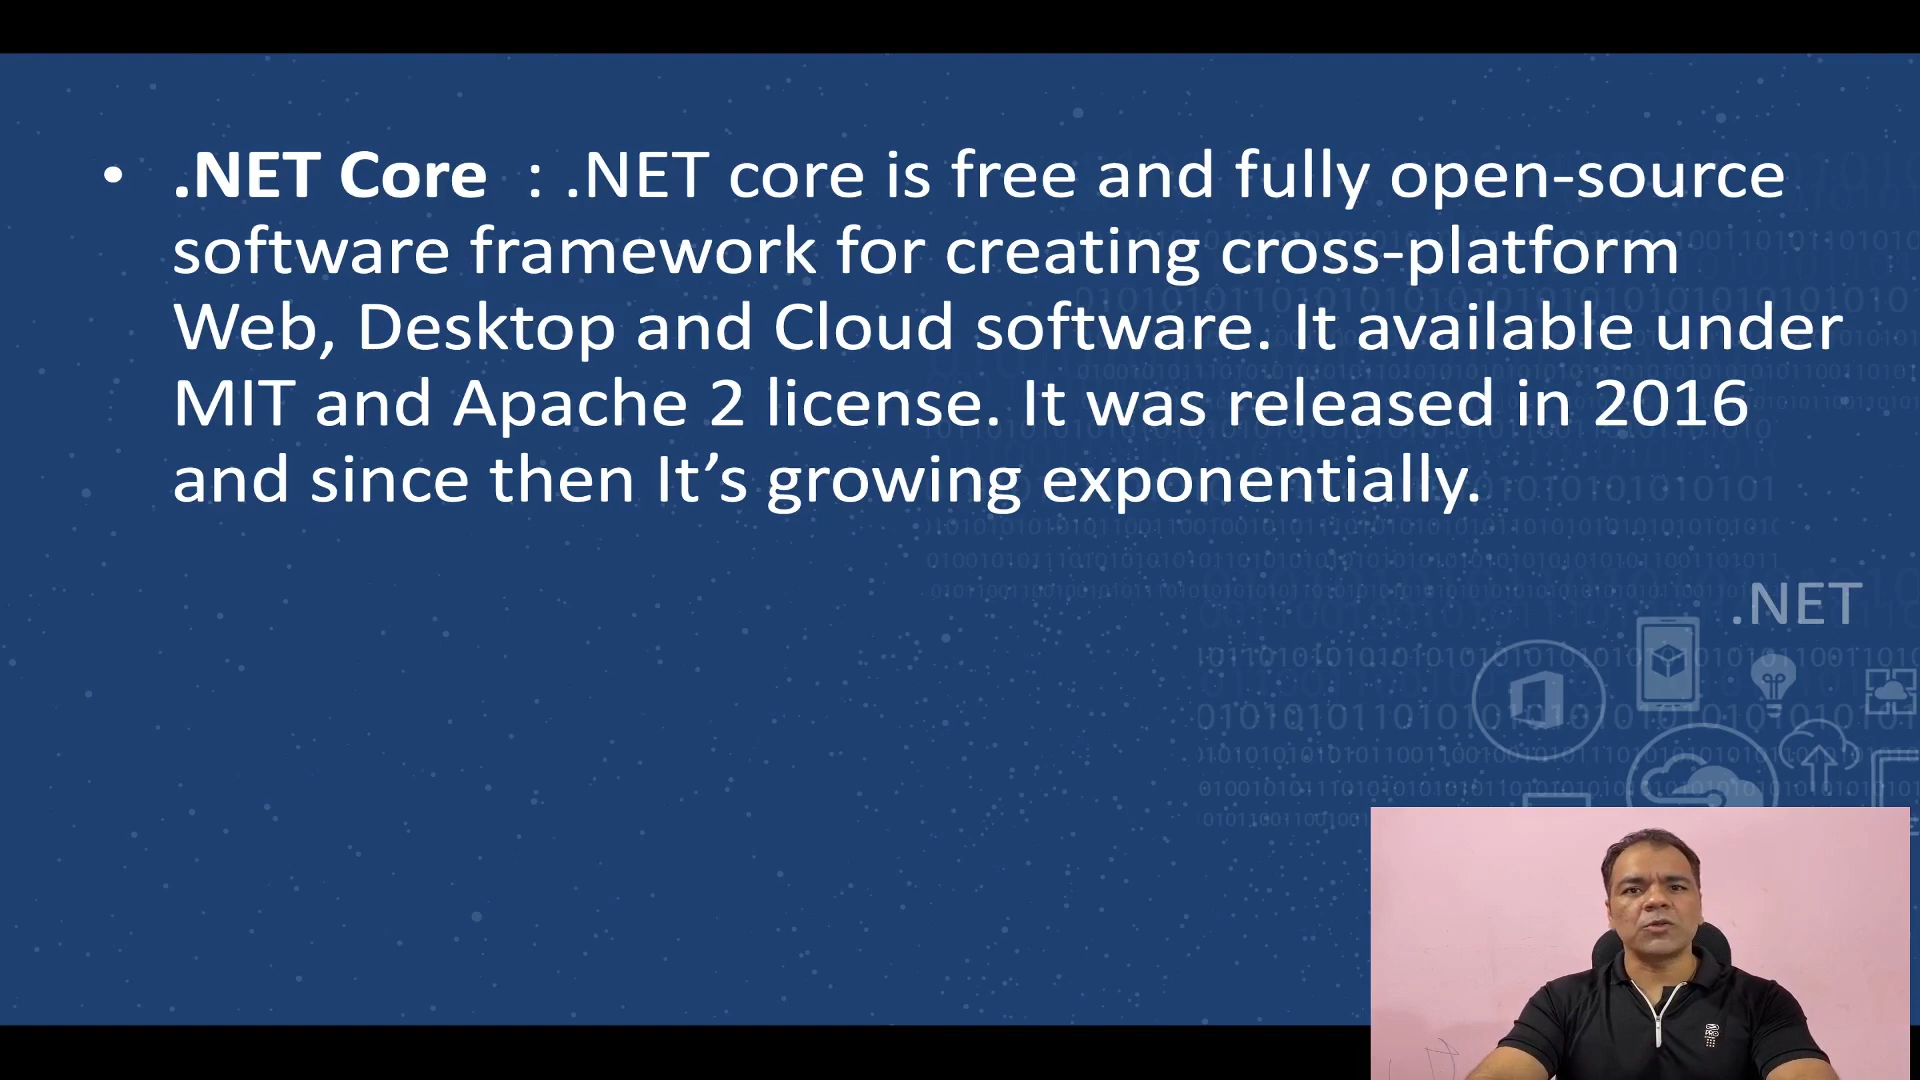 • .NET Core : .NET core is free and fully open-source
software framework for creating cross-platform
Web, Desktop and Cloud software. It available under
MIT and Apache 2 license. It was released in 2016
and since then It’s growing exponentially.
.NET